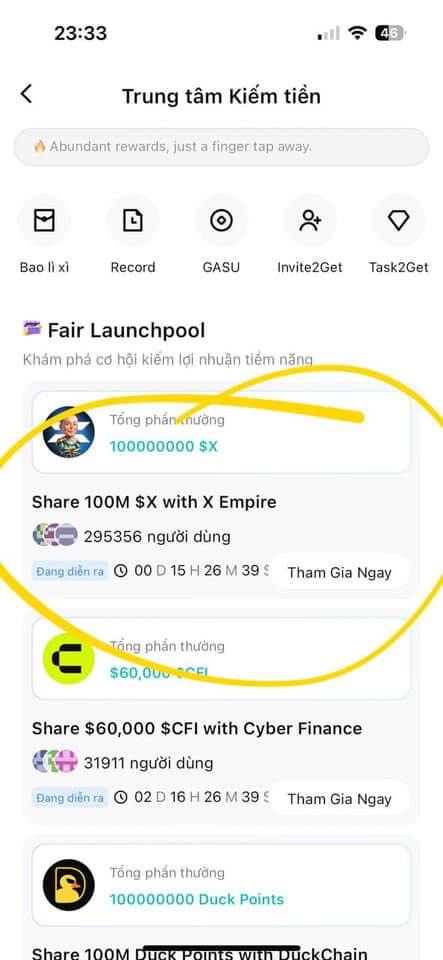 23:33
46
Trung tâm Kiếm tiền
🔥Abundant rewards, just a finger tap away.
Bao lì xì Record GASU Invite2Get Task2Get
Fair Launchpool
Khám phá cơ hội kiếm lợi nhuận tiềm năng
Tổng phần thưởng
100000000 $X
Share 100M $X with X Empire
295356 người dùng
Đang diễn ra 00 D 15 H 26 M 39 S Tham Gia Ngay
Tổng phần thưởng
$60,000 $CFI
Share $60,000 $CFI with Cyber Finance
31911 người dùng
Đang diễn ra 02 D 16 H 26 M 39 S Tham Gia Ngay
Tổng phần thưởng
100000000 Duck Points
Share 100M Duck Points with DuckChain